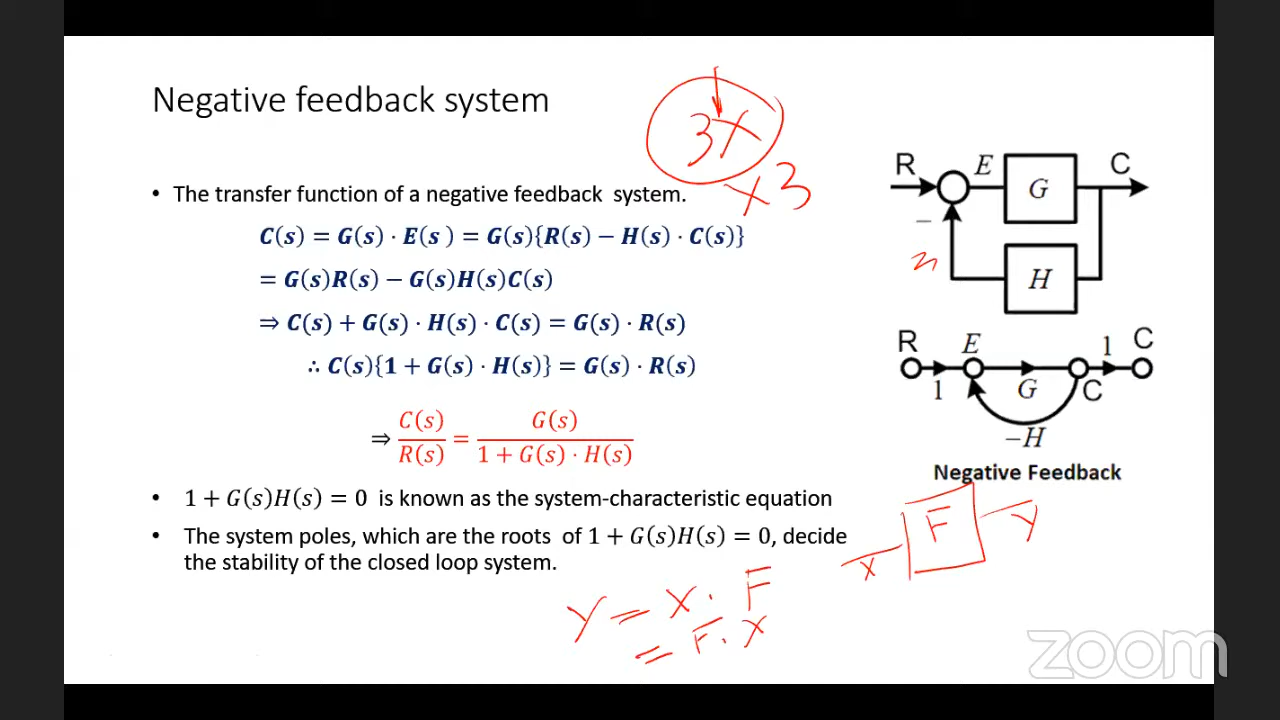 Negative feedback system
3x
x3
• The transfer function of a negative feedback system.
C(s) = G(s) · E(s) = G(s){R(s) − H(s) · C(s)}
= G(s)R(s) − G(s)H(s)C(s)
⇒ C(s) + G(s) · H(s) · C(s) = G(s) · R(s)
∴ C(s){1 + G(s) · H(s)} = G(s) · R(s)
⇒ C(s)/R(s) = G(s)/(1 + G(s) · H(s))
• 1 + G(s)H(s) = 0 is known as the system-characteristic equation
• The system poles, which are the roots of 1 + G(s)H(s) = 0, decide
the stability of the closed loop system.
R E G C
−
H
R E 1 C
1 G C
−H
Negative Feedback
F
x y
y = x · F
= F · x
zoom